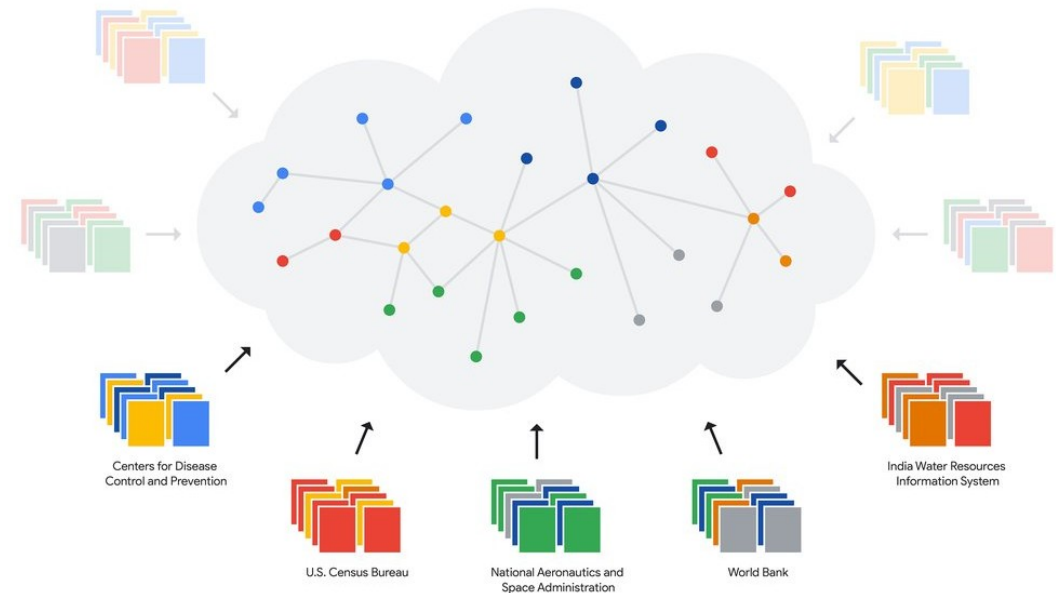 Centers for Disease
Control and Prevention
U.S. Census Bureau
National Aeronautics and
Space Administration
World Bank
India Water Resources
Information System